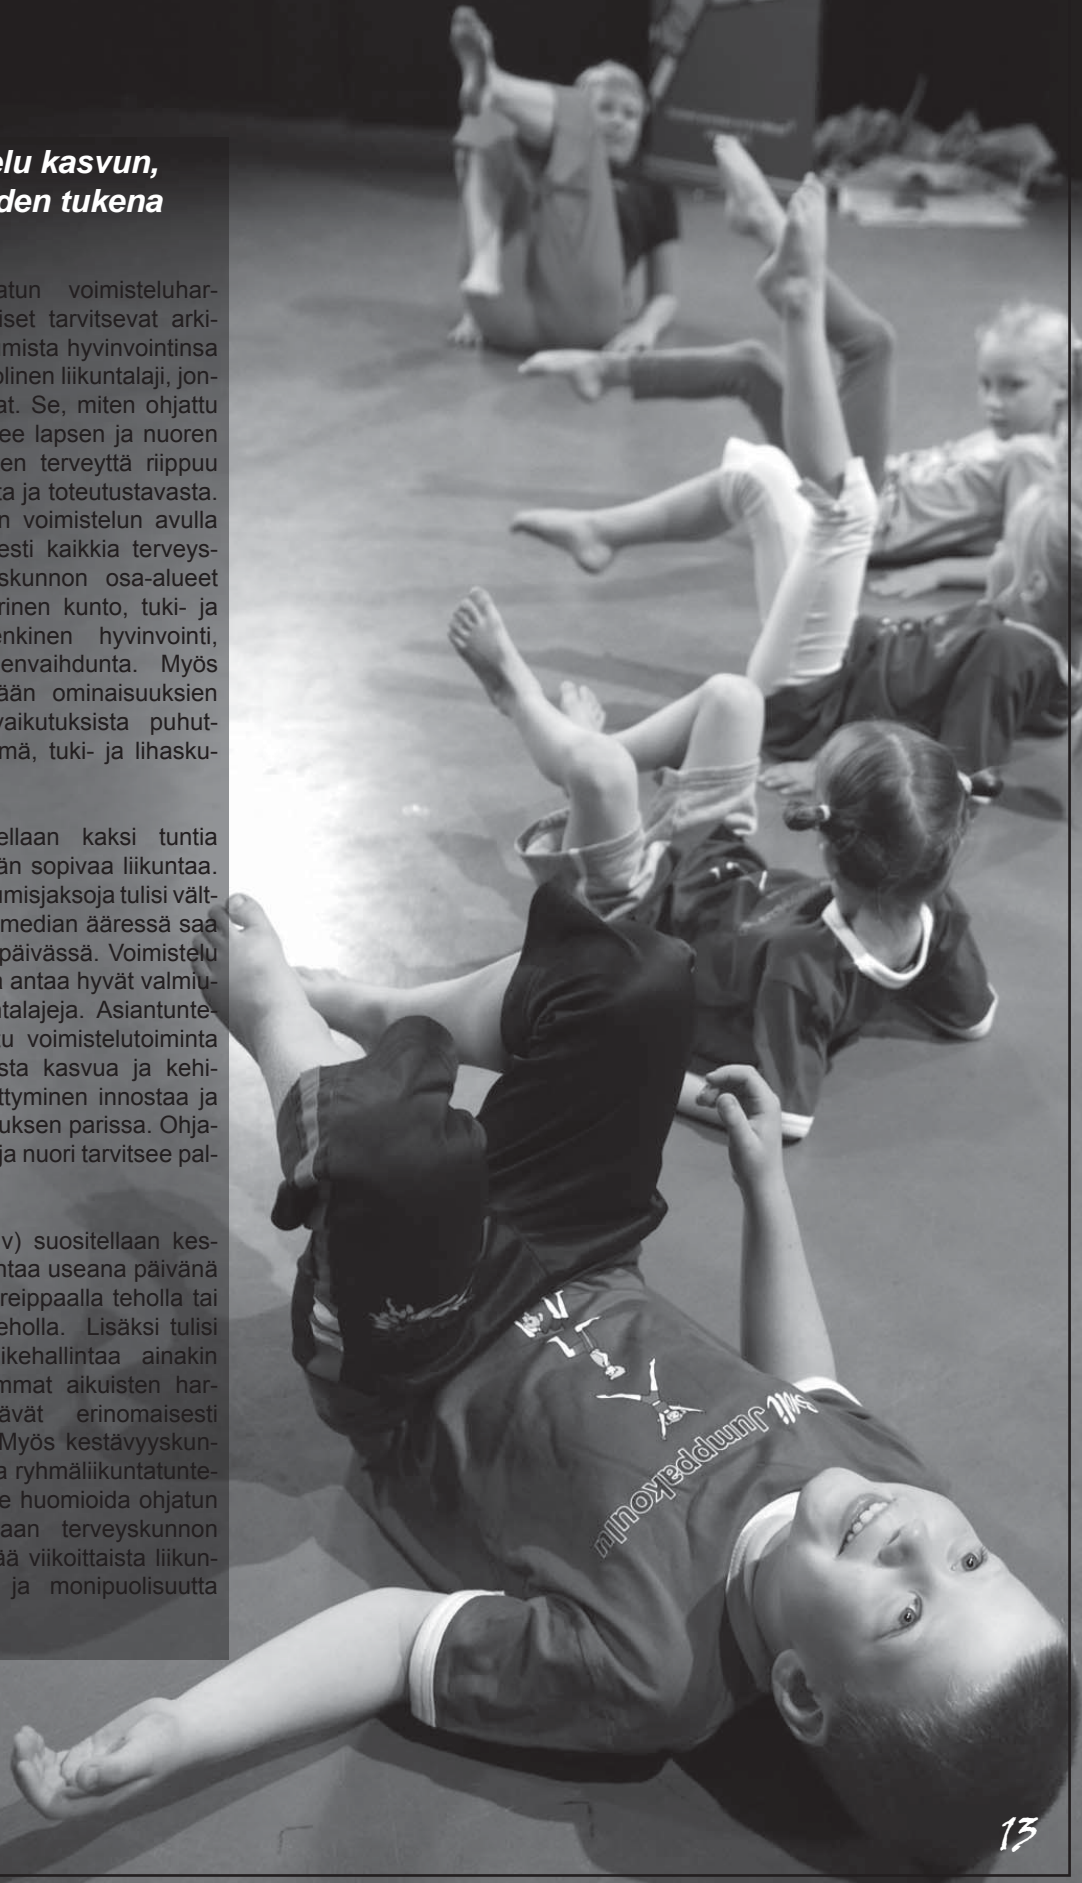 elu kasvun,
den tukena
atun voimisteluhar-
iset tarvitsevat arki-
umista hyvinvointinsa
olinen liikuntalaji, jon-
at. Se, miten ohjattu
ee lapsen ja nuoren
en terveyttä riippuu
ta ja toteutustavasta.
n voimistelun avulla
esti kaikkia terveys-
skunnon osa-alueet
rinen kunto, tuki- ja
enkinen hyvinvointi,
envaihdunta. Myös
ään ominaisuuksien
vaikutuksista puhut-
mä, tuki- ja lihasku-
ellaan kaksi tuntia
än sopivaa liikuntaa.
umisjaksoja tulisi vält-
median ääressä saa
päivässä. Voimistelu
a antaa hyvät valmiu-
ntalajeja. Asiantunte-
tu voimistelutoiminta
sta kasvua ja kehi-
ttyminen innostaa ja
uksen parissa. Ohja-
ja nuori tarvitsee pal-
v) suositellaan kes-
ntaa useana päivänä
reippaalla teholla tai
eholla. Lisäksi tulisi
ikehallintaa ainakin
mmat aikuisten har-
ävät erinomaisesti
Myös kestävyyskun-
a ryhmäliikuntatunte-
e huomioida ohjatun
aan terveyskunnon
ää viikoittaista liikun-
ja monipuolisuutta
Jumppakoulu
13